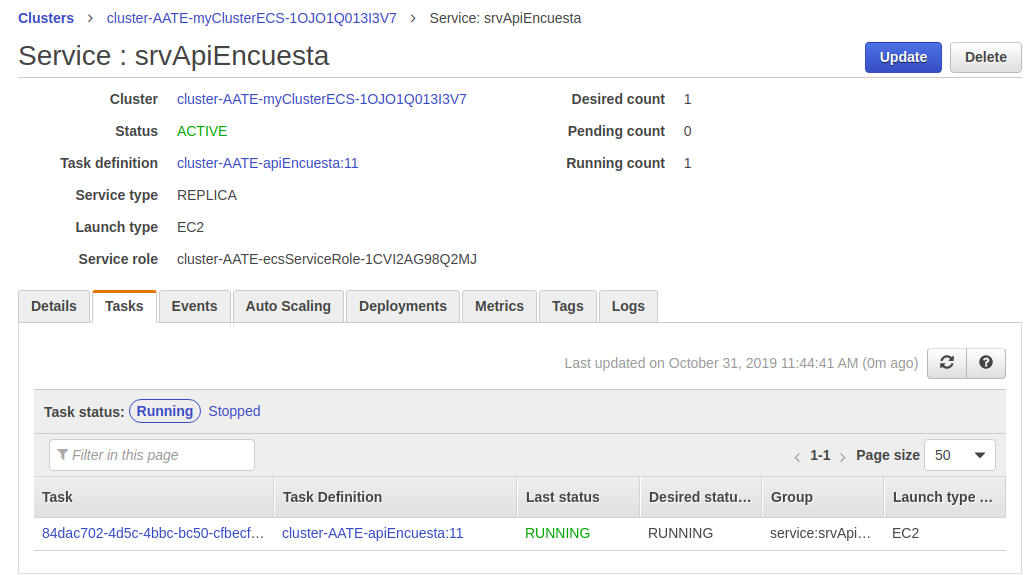 Clusters > cluster-AATE-myClusterECS-1OJO1Q013I3V7 > Service: srvApiEncuesta
Service : srvApiEncuesta
Update Delete
Cluster cluster-AATE-myClusterECS-1OJO1Q013I3V7 Desired count 1
Status ACTIVE Pending count 0
Task definition cluster-AATE-apiEncuesta:11 Running count 1
Service type REPLICA
Launch type EC2
Service role cluster-AATE-ecsServiceRole-1CVI2AG98Q2MJ
Details Tasks Events Auto Scaling Deployments Metrics Tags Logs
Last updated on October 31, 2019 11:44:41 AM (0m ago)
Task status: Running Stopped
Filter in this page < 1-1 > Page size 50
Task Task Definition Last status Desired statu... Group Launch type ...
84dac702-4d5c-4bbc-bc50-cfbecf... cluster-AATE-apiEncuesta:11 RUNNING RUNNING service:srvApi... EC2